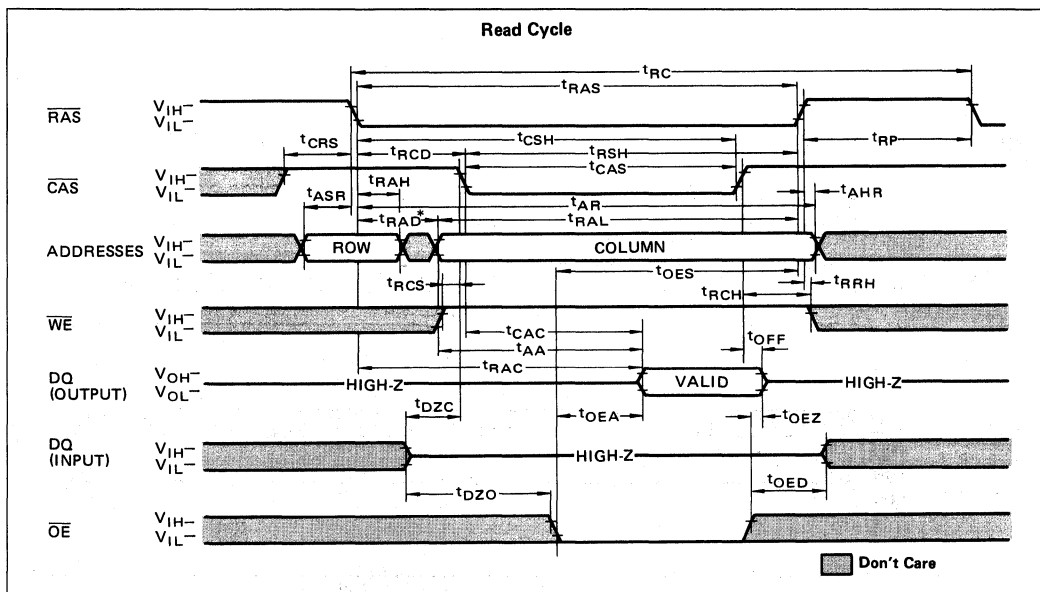 Read Cycle
tRC
tRAS
RAS
VIH
VIL
tCSH
tRP
tCRS
tRCD
tRSH
CAS
VIH
VIL
tCAS
tRAH
tAHR
tASR
tAR
tRAD*
tRAL
ADDRESSES
VIH
VIL
ROW
COLUMN
tOES
tRCS
tRCH
tRRH
WE
VIH
VIL
tCAC
tOFF
tAA
tRAC
DQ
(OUTPUT)
VOH
VOL
HIGH-Z
VALID
HIGH-Z
tDZC
tOEA
tOEZ
DQ
(INPUT)
VIH
VIL
HIGH-Z
tOED
tDZO
OE
VIH
VIL
Don't Care